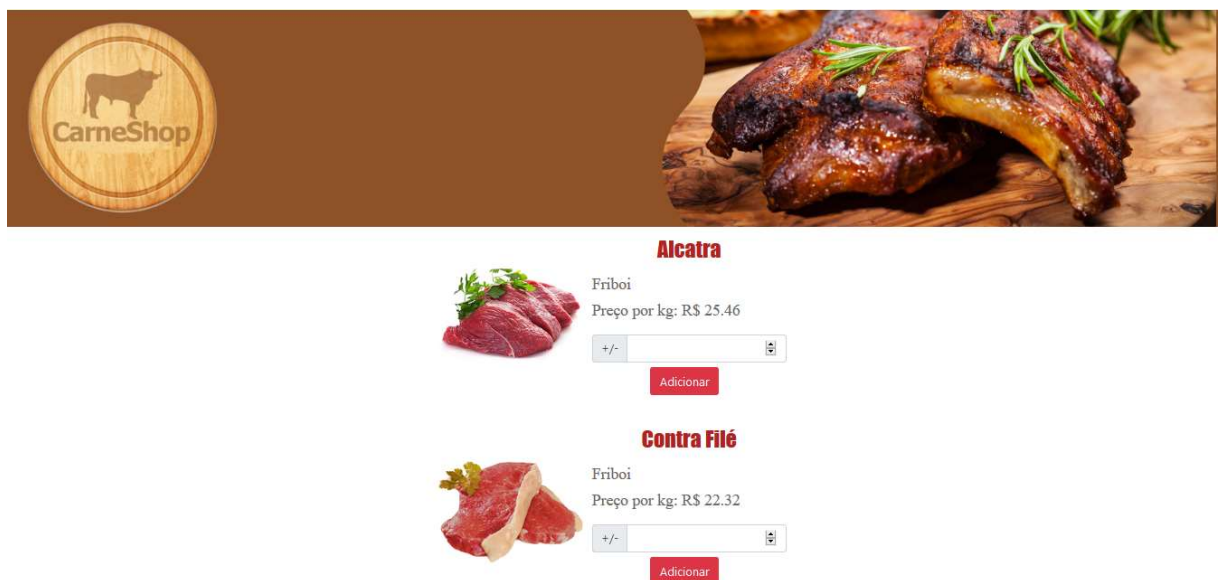 CarneShop
Alcatra
Friboi
Preço por kg: R$ 25.46
+/-
Adicionar
Contra Filé
Friboi
Preço por kg: R$ 22.32
+/-
Adicionar